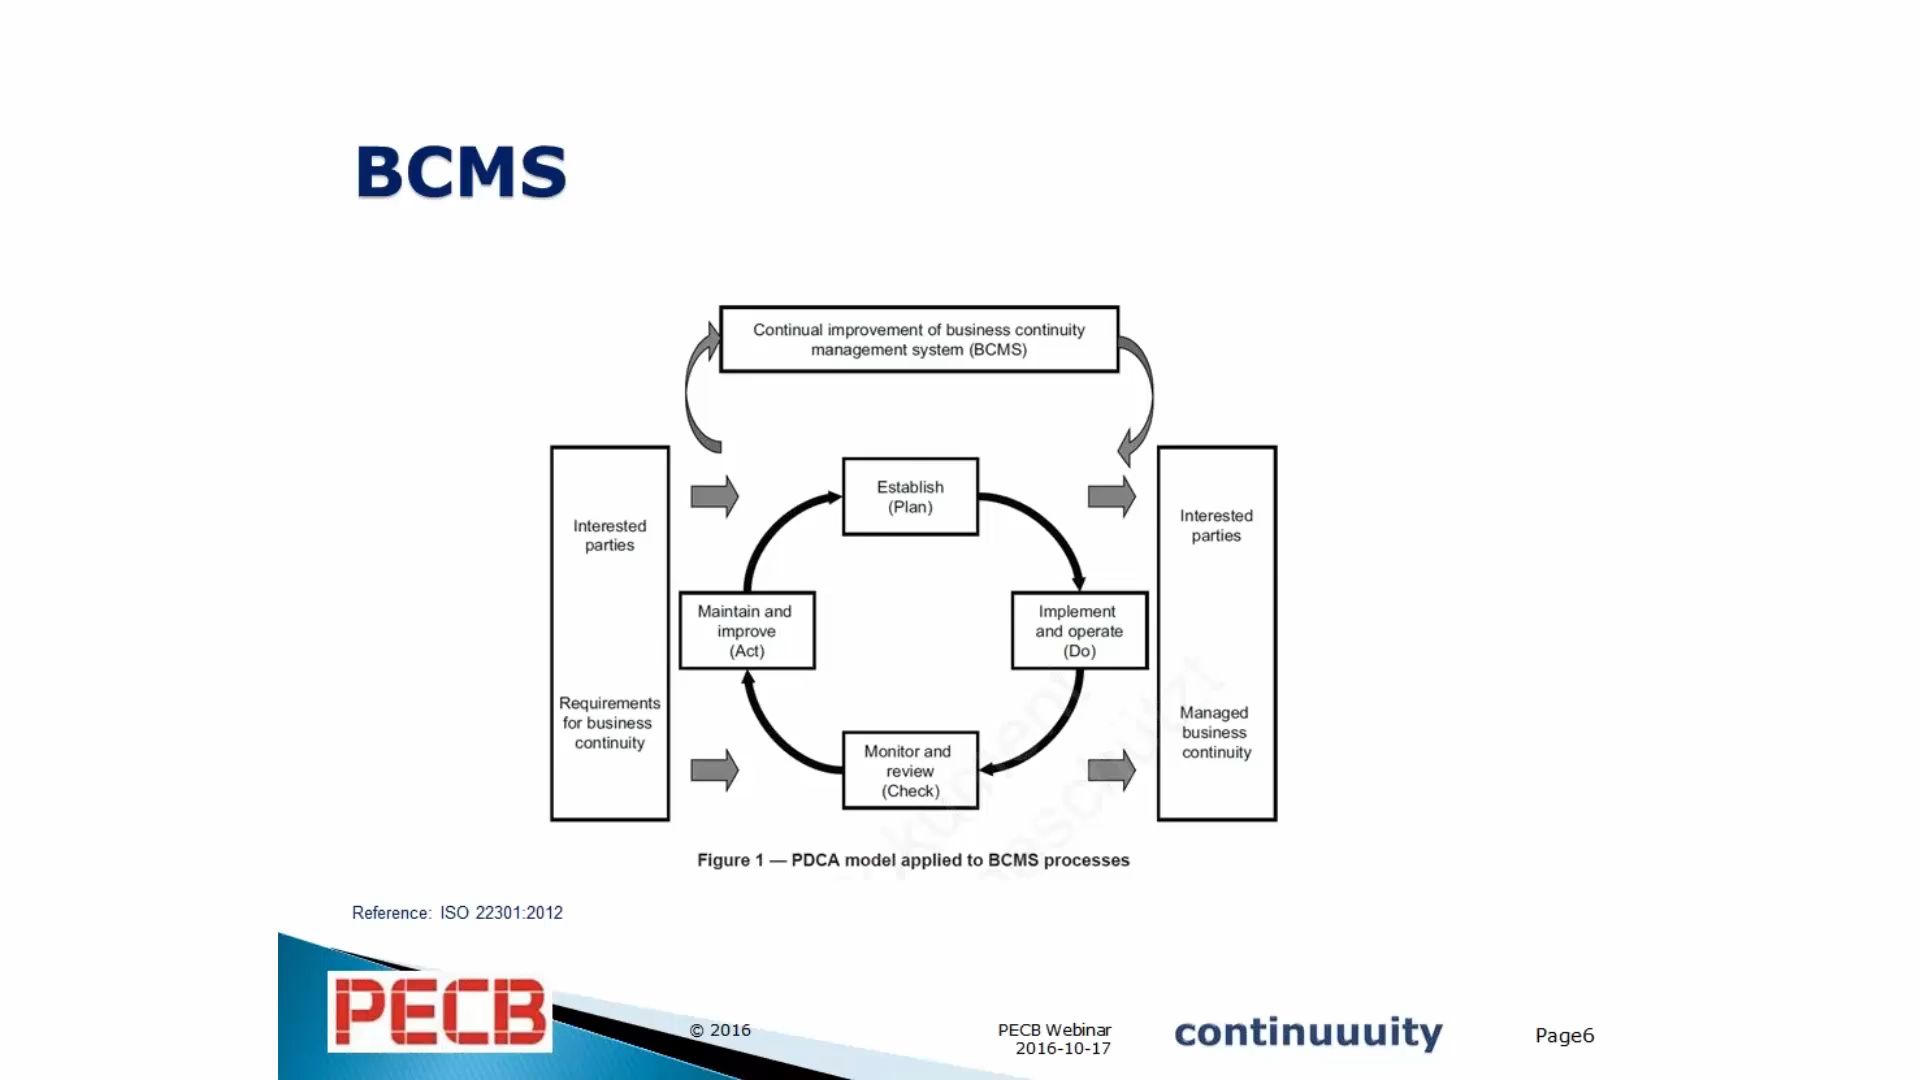 BCMS
Continual improvement of business continuity
management system (BCMS)
Establish
(Plan)
Interested
parties
Interested
parties
Maintain and
improve
(Act)
Implement
and operate
(Do)
Requirements
for business
continuity
Managed
business
continuity
Monitor and
review
(Check)
Figure 1 — PDCA model applied to BCMS processes
Reference: ISO 22301:2012
PECB
© 2016
PECB Webinar
2016-10-17
continuuuity
Page6